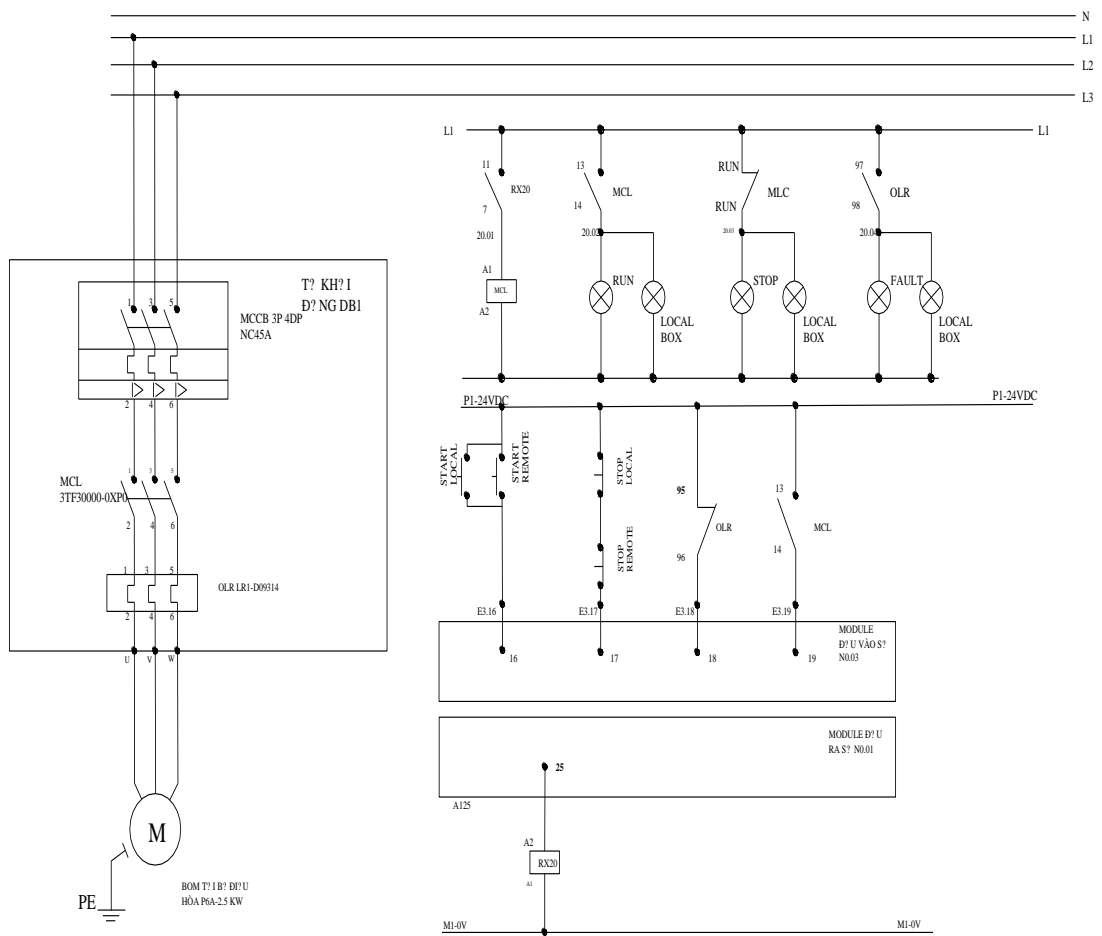 N
L1
L2
L3
L1
L1
11
RX20
7
20.01
A1
MCL
A2
13
MCL
14
20.02
RUN
LOCAL
BOX
RUN
MLC
RUN
20.03
STOP
LOCAL
BOX
97
OLR
98
20.04
FAULT
LOCAL
BOX
T? KH? I
Đ? NG DB1
1 3 5
MCCB 3P 4DP
NC45A
2 4 6
MCL
3TF30000-0XP0
1 3 5
2 4 6
1 3 5
OLR LR1-D09314
2 4 6
U V W
M
PE
BOM T? I B? ĐI?U
HÒA P6A-2.5 KW
P1-24VDC
P1-24VDC
START
LOCAL
START
REMOTE
STOP
LOCAL
STOP
REMOTE
95
OLR
96
13
MCL
14
E3.16
E3.17
E3.18
E3.19
16
17
18
19
MODULE
Đ? U VÀO S?
N0.03
MODULE Đ? U
RA S? N0.01
25
A125
A2
RX20
A1
M1-0V
M1-0V